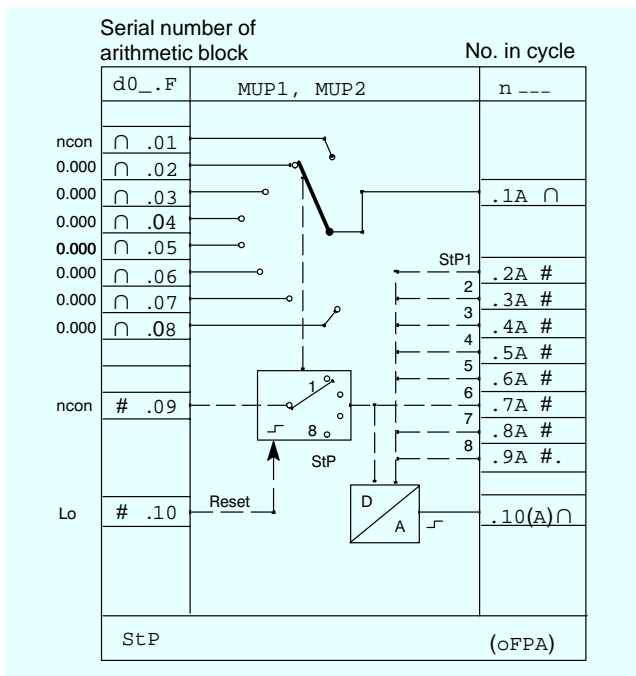 Serial number of
arithmetic block No. in cycle
d0_.F MUP1, MUP2 n ___
ncon ∩ .01
0.000 ∩ .02
0.000 ∩ .03 .1A ∩
0.000 ∩ .04
0.000 ∩ .05
0.000 ∩ .06 StP1 .2A #
0.000 ∩ .07 2 .3A #
0.000 ∩ .08 3 .4A #
4 .5A #
5 .6A #
ncon # .09 1 6 .7A #
8 7 .8A #
StP 8 .9A #.
Lo # .10 Reset D
A .10(A)∩
StP (oFPA)